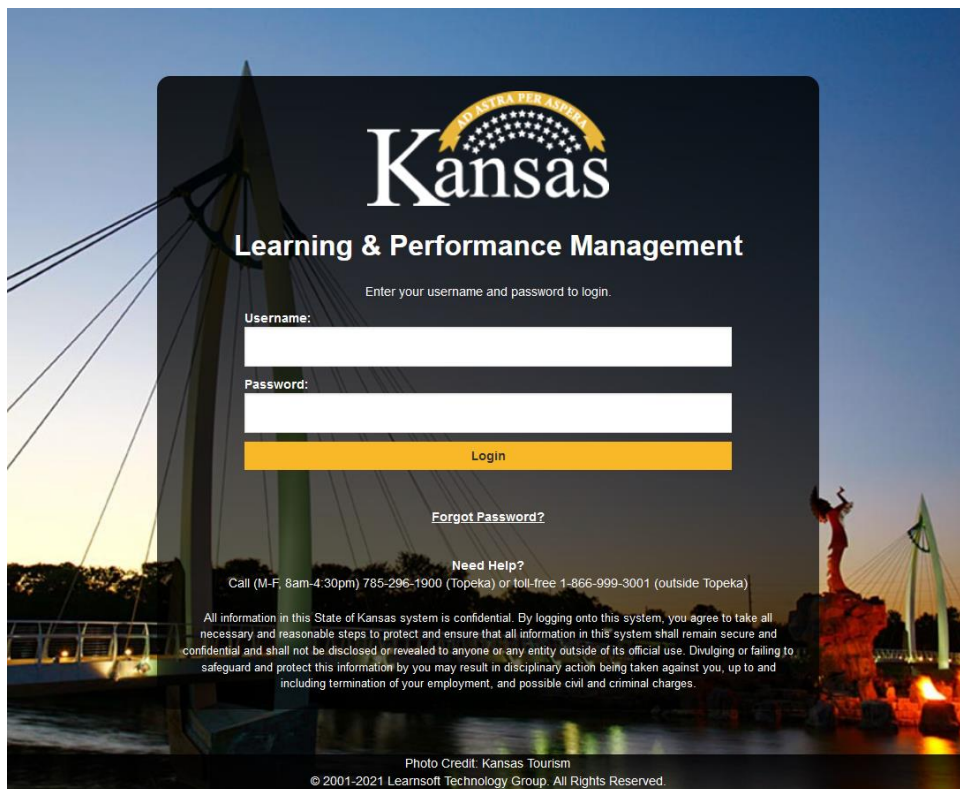 AD ASTRA PER ASPERA
Kansas
Learning & Performance Management
Enter your username and password to login.
Username:
Password:
Login
Forgot Password?
Need Help?
Call (M-F, 8am-4:30pm) 785-296-1900 (Topeka) or toll-free 1-866-999-3001 (outside Topeka)
All information in this State of Kansas system is confidential. By logging onto this system, you agree to take all
necessary and reasonable steps to protect and ensure that all information in this system shall remain secure and
confidential and shall not be disclosed or revealed to anyone or any entity outside of its official use. Divulging or failing to
safeguard and protect this information by you may result in disciplinary action being taken against you, up to and
including termination of your employment, and possible civil and criminal charges.
Photo Credit: Kansas Tourism
© 2001-2021 Learnsoft Technology Group. All Rights Reserved.